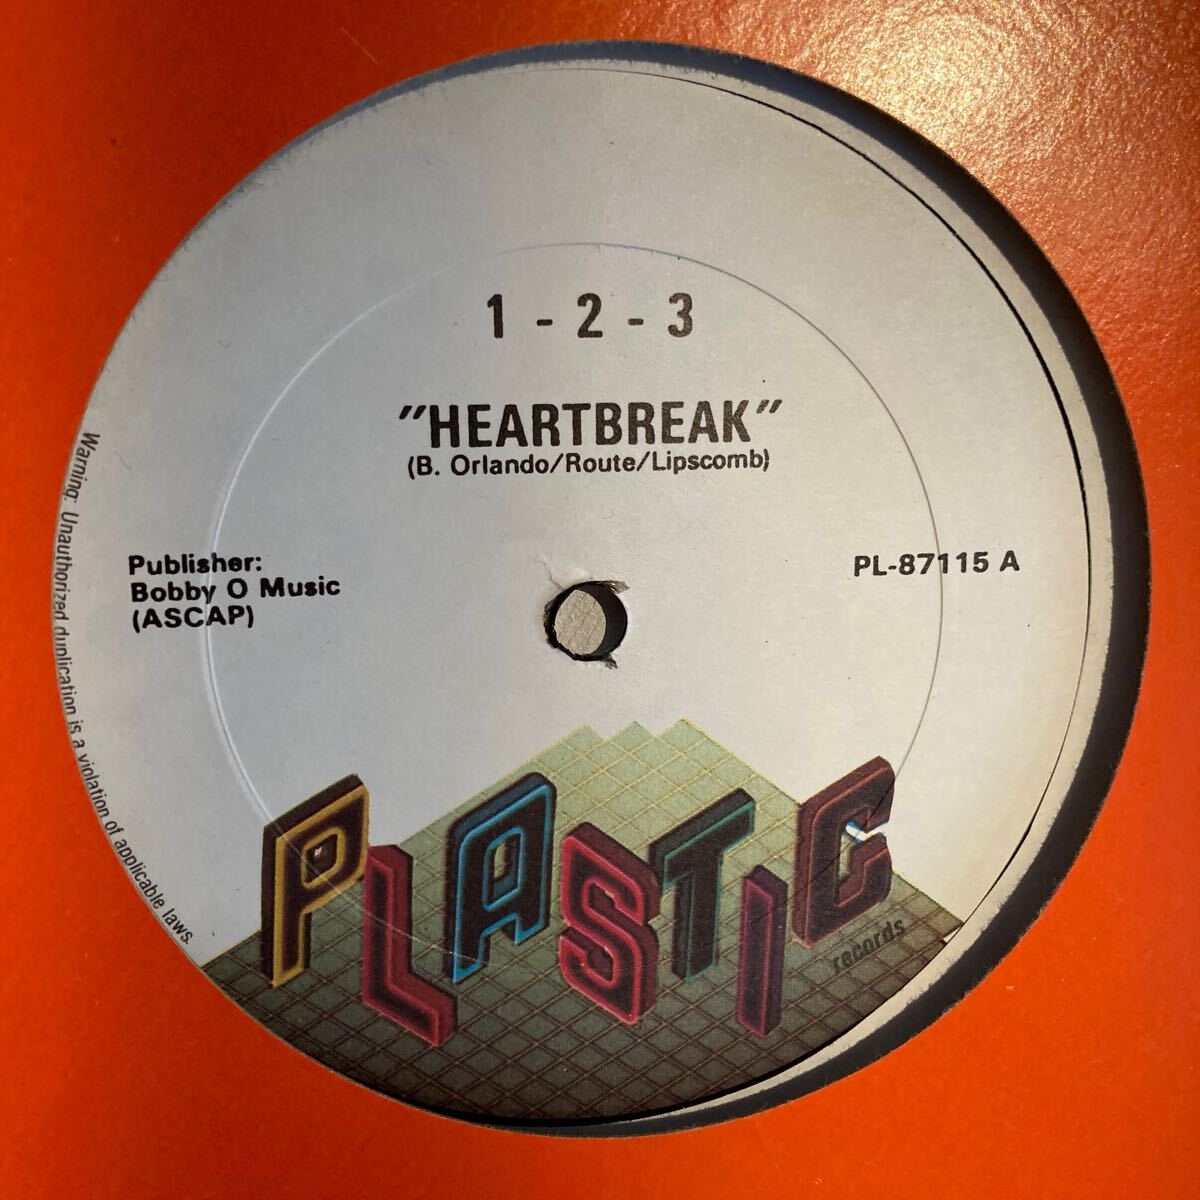 1 - 2 - 3
"HEARTBREAK"
(B. Orlando/Route/Lipscomb)
Publisher:
Bobby O Music
(ASCAP)
PL-87115 A
Warning: Unauthorized duplication is a violation of applicable laws.
PLASTIC
records